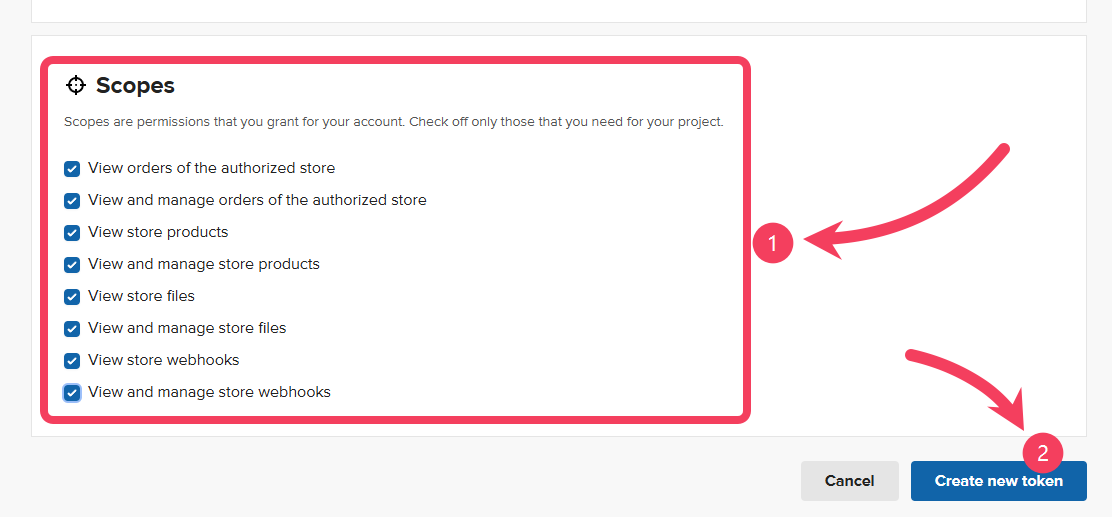 Scopes
Scopes are permissions that you grant for your account. Check off only those that you need for your project.
View orders of the authorized store
View and manage orders of the authorized store
View store products
View and manage store products
View store files
View and manage store files
View store webhooks
View and manage store webhooks
1
2
Cancel
Create new token